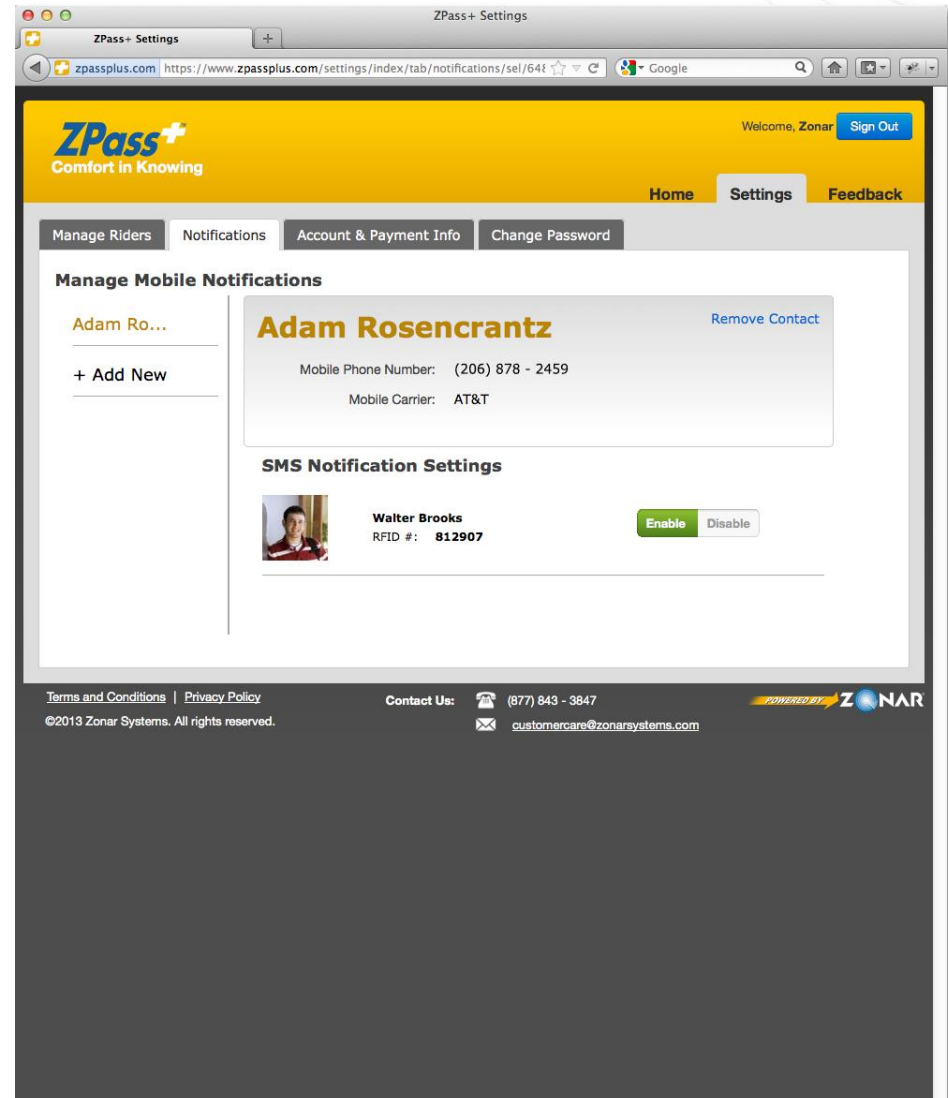 ZPass+ Settings
ZPass+ Settings
zpassplus.com https://www.zpassplus.com/settings/index/tab/notifications/sel/648 Google
ZPass+
Comfort in Knowing
Welcome, Zonar Sign Out
Home Settings Feedback
Manage Riders Notifications Account & Payment Info Change Password
Manage Mobile Notifications
Adam Ro...
+ Add New
Adam Rosencrantz
Remove Contact
Mobile Phone Number: (206) 878 - 2459
Mobile Carrier: AT&T
SMS Notification Settings
Walter Brooks
RFID #: 812907
Enable Disable
Terms and Conditions | Privacy Policy
©2013 Zonar Systems. All rights reserved.
Contact Us: (877) 843 - 3847
customercare@zonarsystems.com
POWERED BY ZONAR